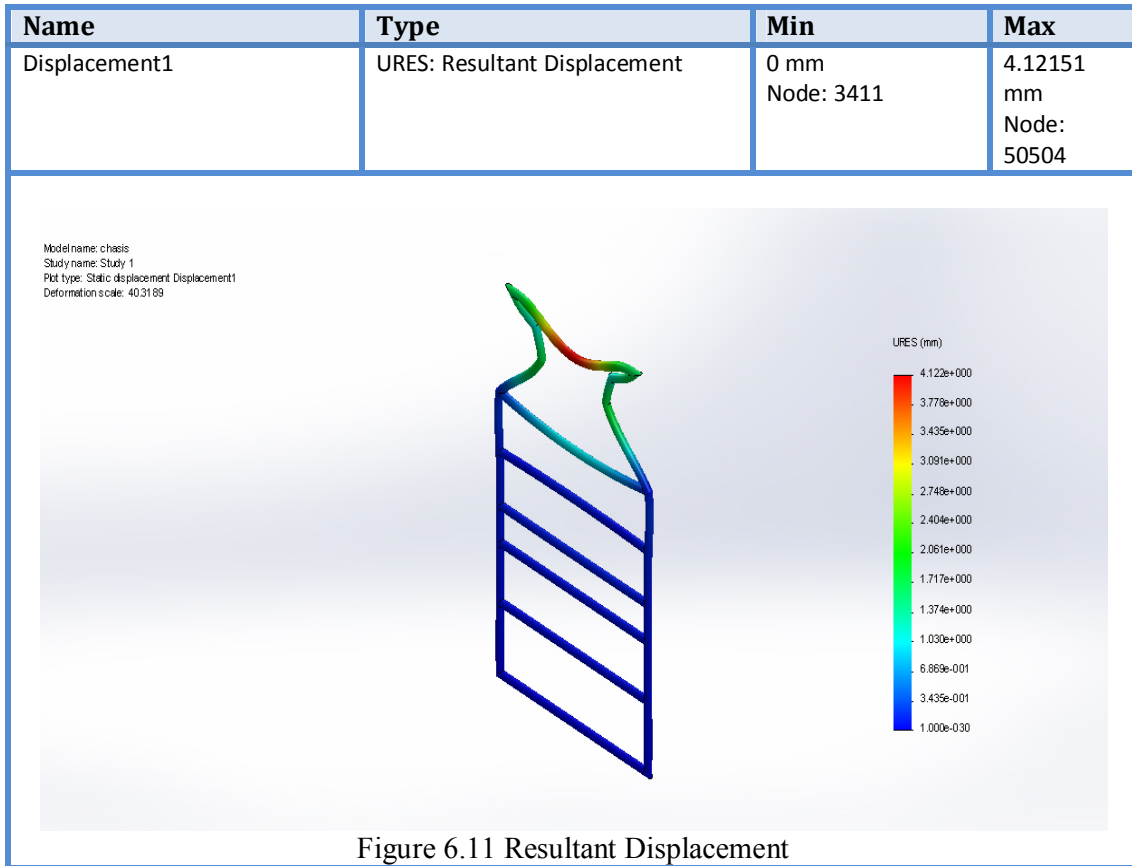 Name Type Min Max
Displacement1 URES: Resultant Displacement 0 mm 4.12151
Node: 3411 mm
Node:
50504
Model name: chasis
Study name: Study 1
Plot type: Static displacement Displacement1
Deformation scale: 40.3189
URES (mm)
4.122e+000
3.778e+000
3.435e+000
3.091e+000
2.748e+000
2.404e+000
2.061e+000
1.717e+000
1.374e+000
1.030e+000
6.869e-001
3.435e-001
1.000e-030
Figure 6.11 Resultant Displacement